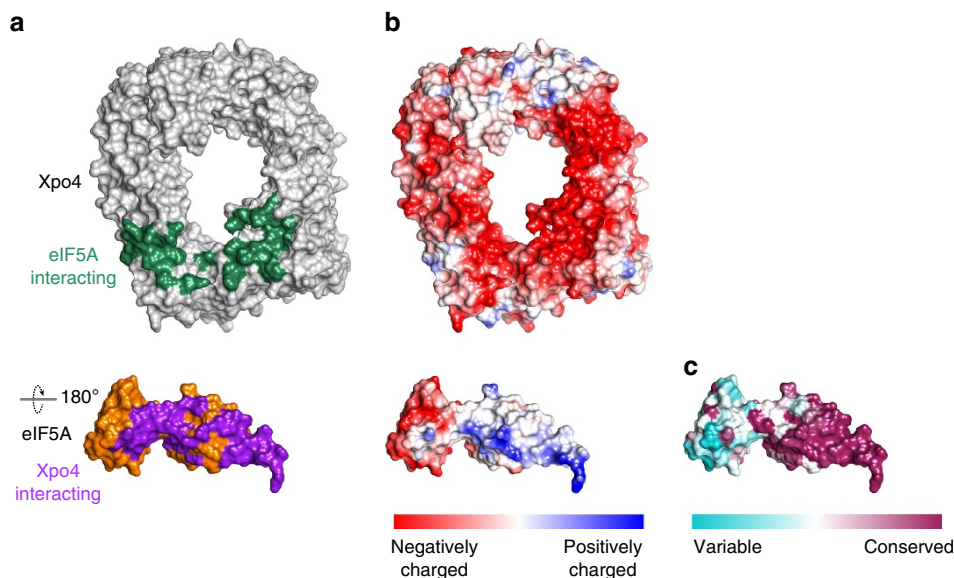 a
b
Xpo4
eIF5A
interacting
180°
eIF5A
Xpo4
interacting
c
Negatively
charged
Positively
charged
Variable
Conserved